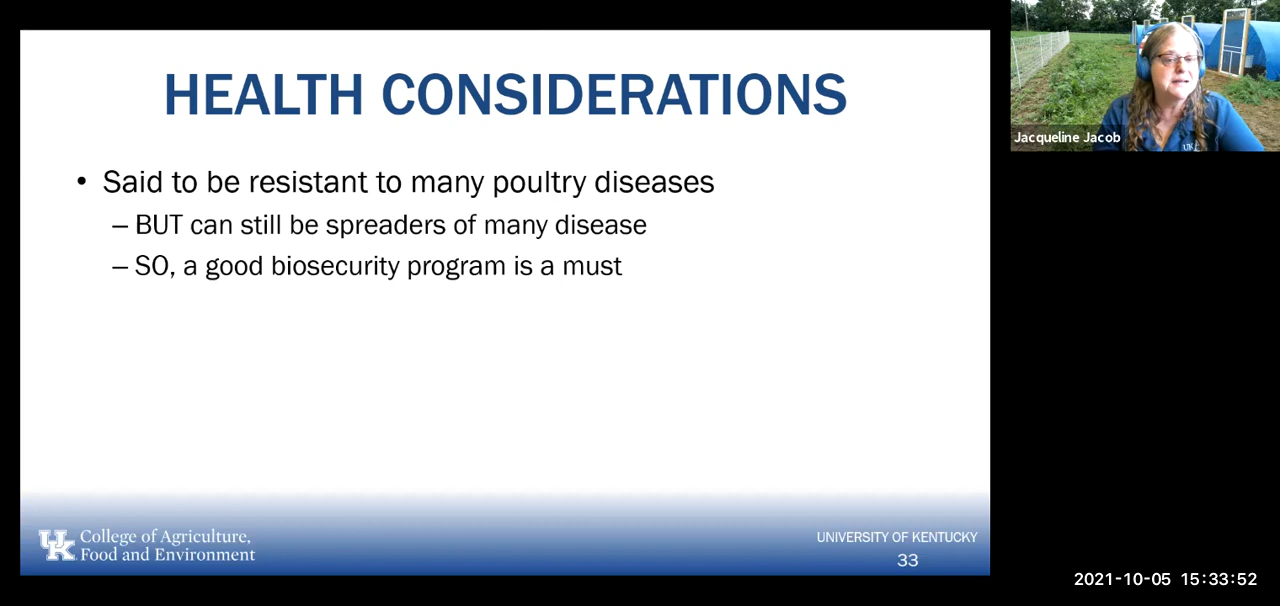 HEALTH CONSIDERATIONS
• Said to be resistant to many poultry diseases
– BUT can still be spreaders of many disease
– SO, a good biosecurity program is a must
UK College of Agriculture,
Food and Environment
UNIVERSITY OF KENTUCKY
33
Jacqueline Jacob
UK
2021-10-05 15:33:52